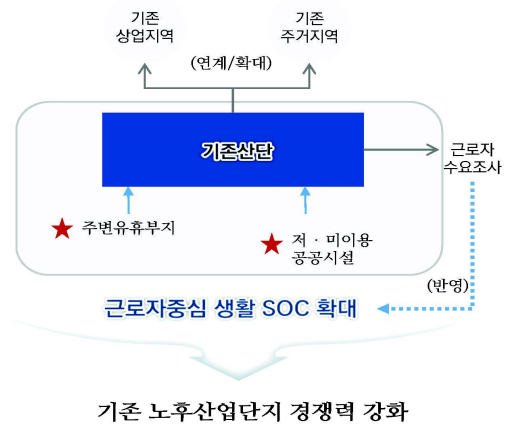 기존
상업지역
기존
주거지역
(연계/확대)
기존산단
근로자
수요조사
주변유휴부지
저 · 미이용
공공시설
(반영)
근로자중심 생활 SOC 확대
기존 노후산업단지 경쟁력 강화